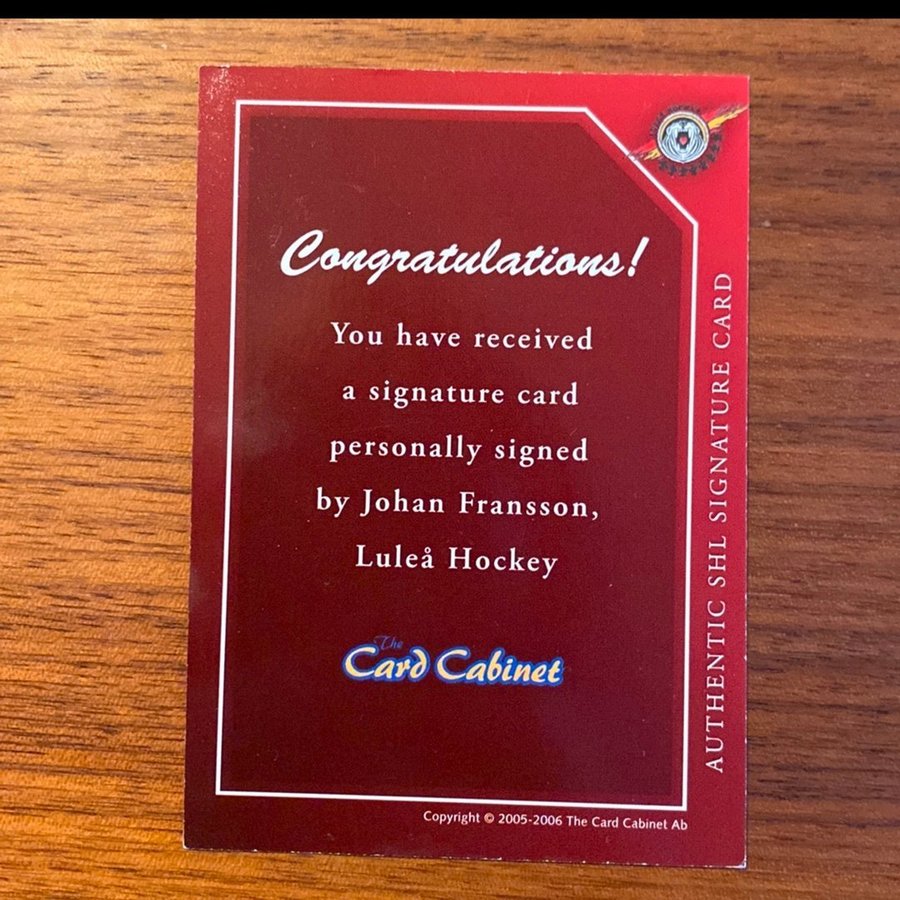 Congratulations!
You have received
a signature card
personally signed
by Johan Fransson,
Luleå Hockey
The
Card Cabinet
Copyright © 2005-2006 The Card Cabinet Ab
AUTHENTIC SHL SIGNATURE CARD